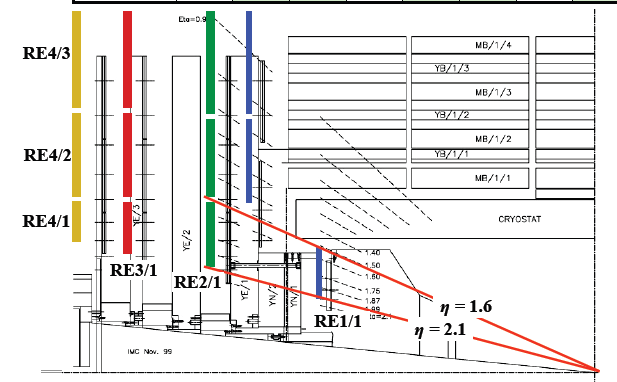 Eta=0.9
RE4/3
RE4/2
RE4/1
RE3/1
RE2/1
RE1/1
YE/3
YE/2
YE/1
YN/2
YN/1
MB/1/4
YB/1/3
MB/1/3
YB/1/2
MB/1/2
YB/1/1
MB/1/1
CRYOSTAT
1.40
1.50
1.60
1.75
1.87
η = 1.6
η = 2.1
IMC Nov. 99